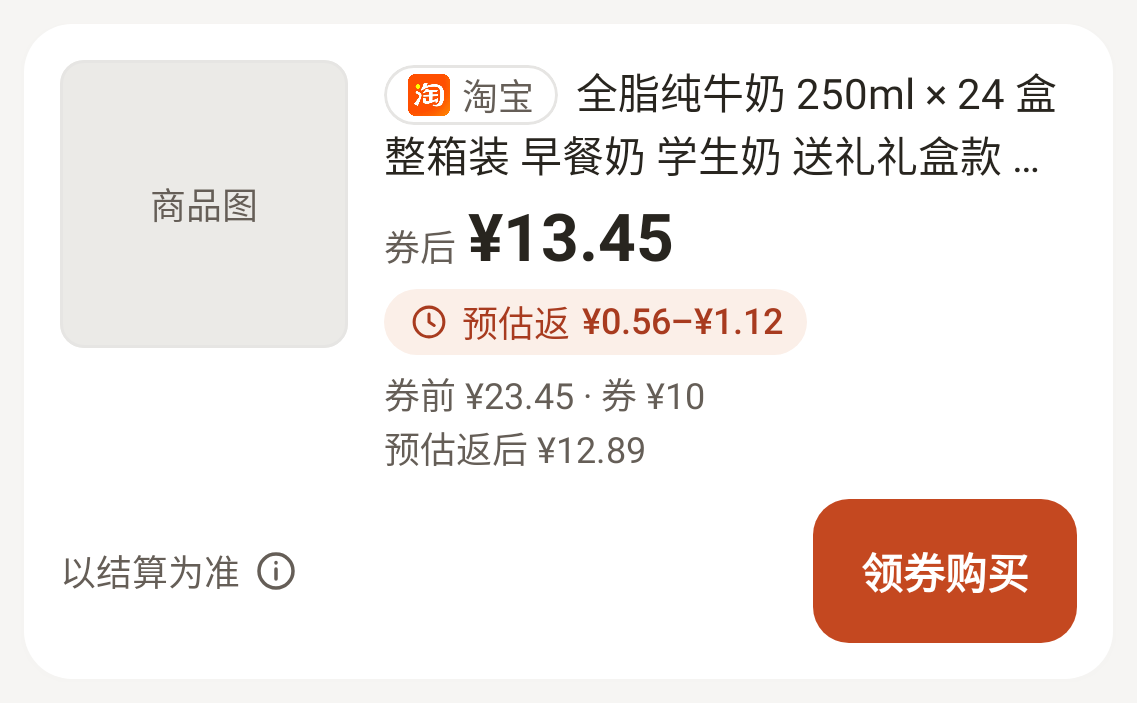 商品图
淘 淘宝 全脂纯牛奶 250ml × 24 盒
整箱装 早餐奶 学生奶 送礼礼盒款 ...
券后 ¥13.45
预估返 ¥0.56–¥1.12
券前 ¥23.45 · 券 ¥10
预估返后 ¥12.89
以结算为准
领券购买